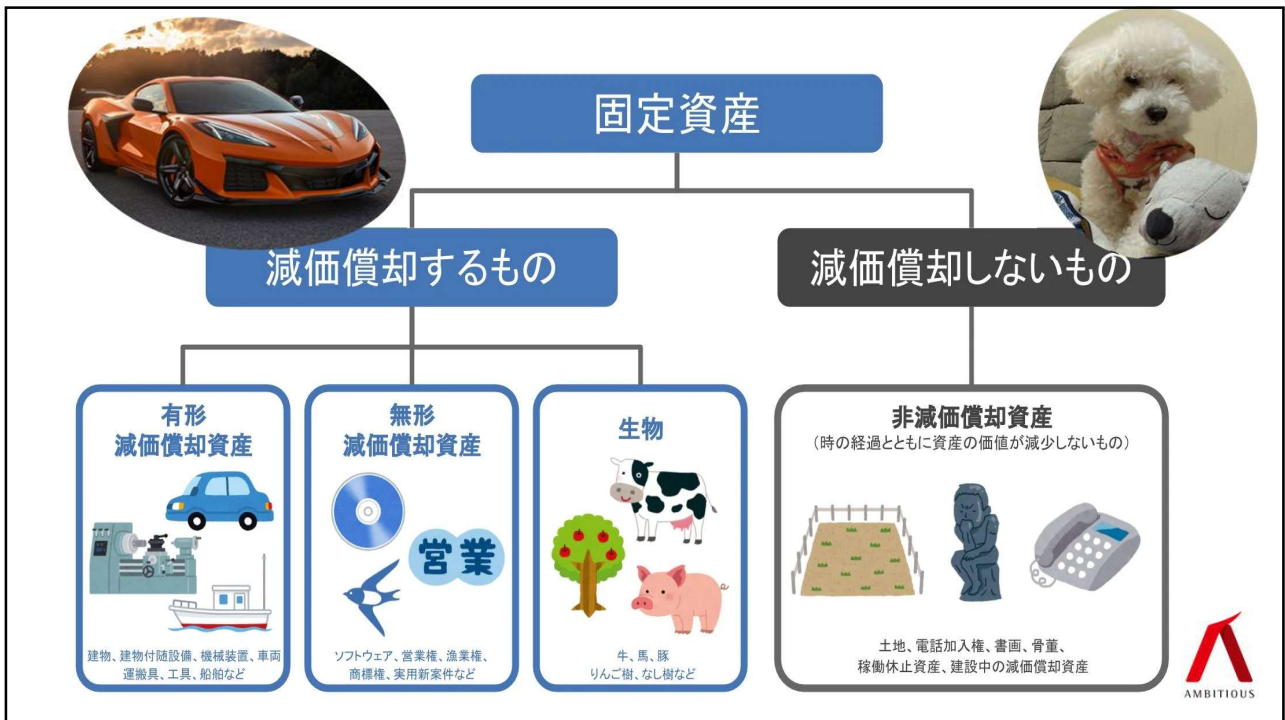 固定資産
減価償却するもの
減価償却しないもの
有形
減価償却資産
建物、建物付随設備、機械装置、車両
運搬具、工具、船舶など
無形
減価償却資産
営業
ソフトウェア、営業権、漁業権、
商標権、実用新案件など
生物
牛、馬、豚
りんご樹、なし樹など
非減価償却資産
(時の経過とともに資産の価値が減少しないもの)
土地、電話加入権、書画、骨董、
稼働休止資産、建設中の減価償却資産
AMBITIOUS